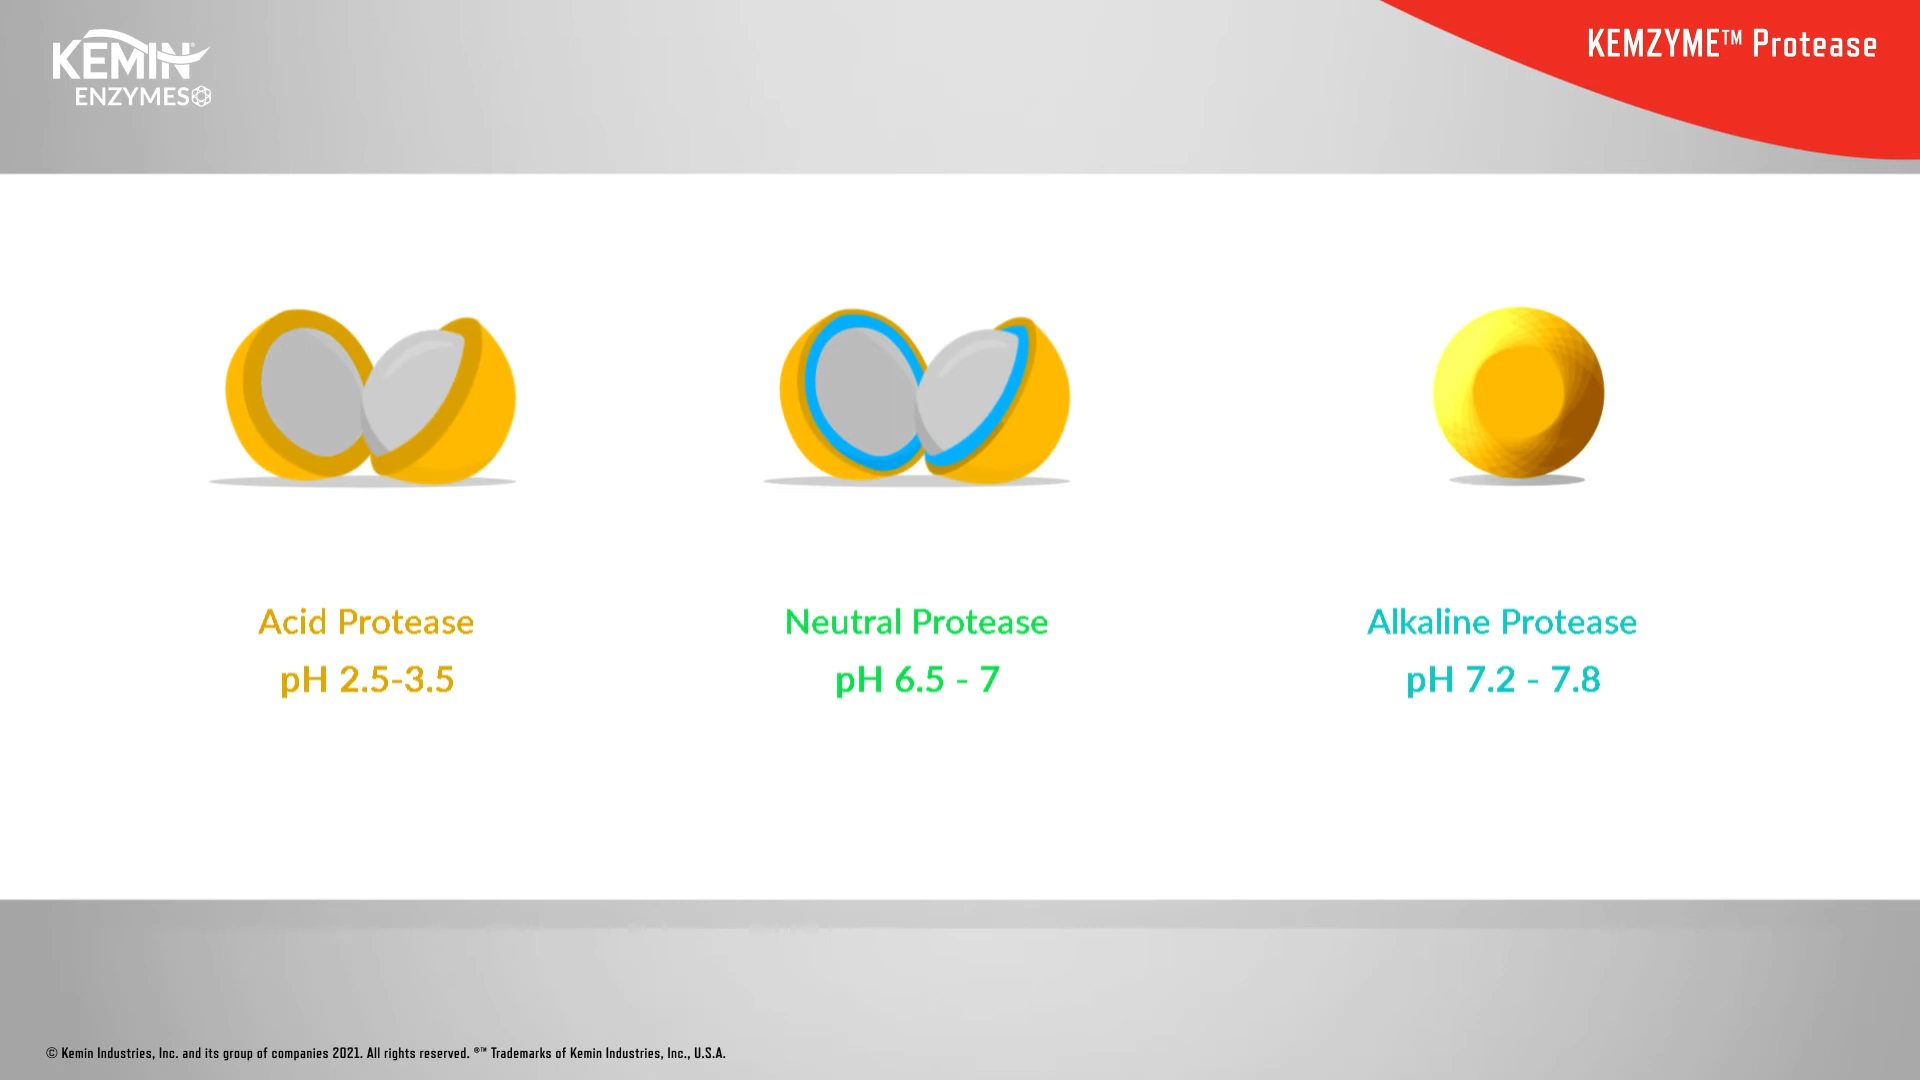 KEMIN®
ENZYMES
KEMZYME™ Protease
Acid Protease
pH 2.5-3.5
Neutral Protease
pH 6.5 - 7
Alkaline Protease
pH 7.2 - 7.8
© Kemin Industries, Inc. and its group of companies 2021. All rights reserved. ®™ Trademarks of Kemin Industries, Inc., U.S.A.